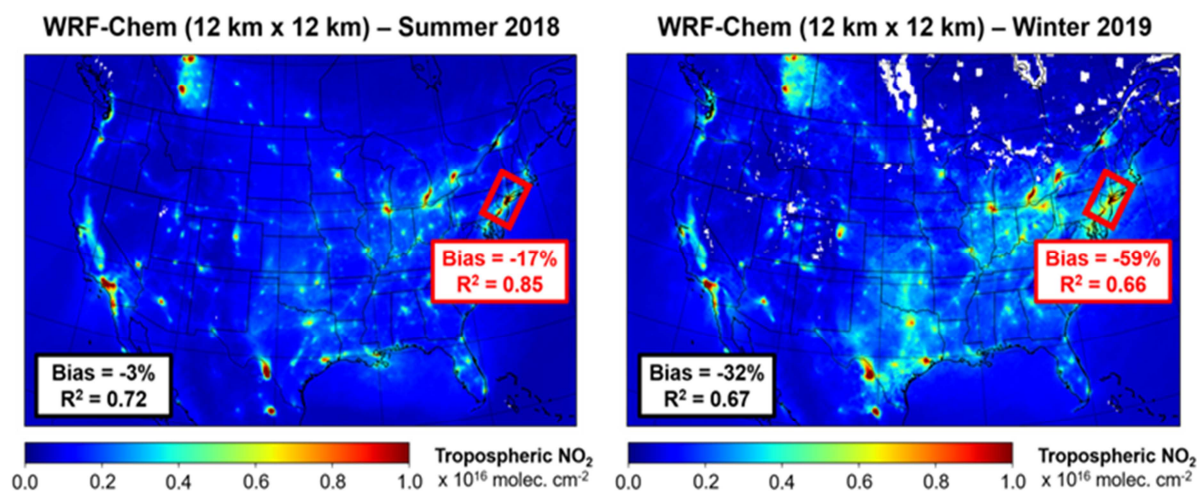 WRF-Chem (12 km x 12 km) – Summer 2018
Bias = -17%
R² = 0.85
Bias = -3%
R² = 0.72
0.0 0.2 0.4 0.6 0.8 1.0
Tropospheric NO₂
x 10¹⁶ molec. cm⁻²
WRF-Chem (12 km x 12 km) – Winter 2019
Bias = -59%
R² = 0.66
Bias = -32%
R² = 0.67
0.0 0.2 0.4 0.6 0.8 1.0
Tropospheric NO₂
x 10¹⁶ molec. cm⁻²